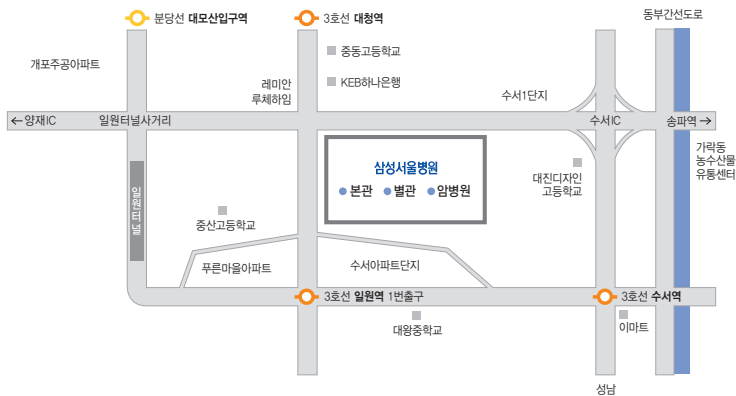 동부간선도로
분당선 대모산입구역
3호선 대청역
중동고등학교
개포주공아파트
KEB하나은행
레미안
루체하임
수서1단지
←양재IC
일원터널사거리
수서IC
송파역→
가락동
농수산물
유통센터
삼성서울병원
본관
별관
암병원
대진디자인
고등학교
일원터널
중산고등학교
푸른마을아파트
수서아파트단지
3호선 일원역 1번출구
3호선 수서역
대왕중학교
이마트
성남